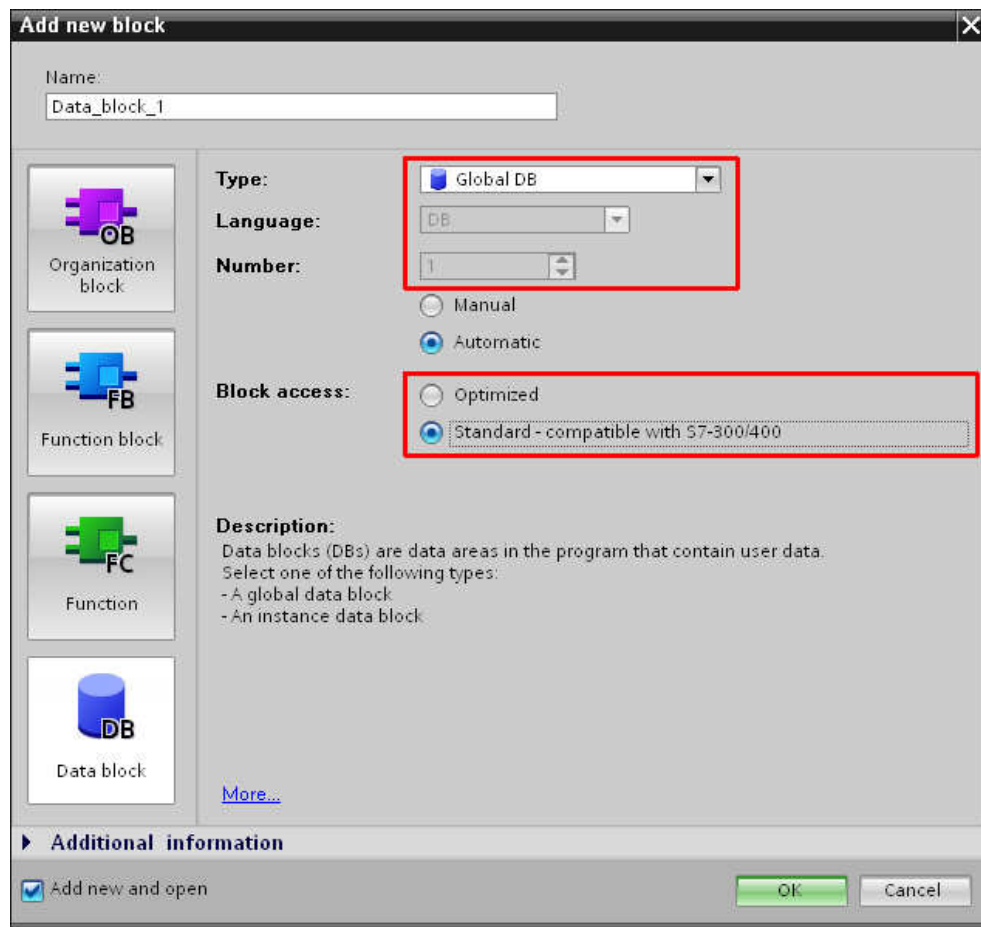 Add new block
Name:
Data_block_1
OB
Organization
block
FB
Function block
FC
Function
DB
Data block
Type:
Global DB
Language:
DB
Number:
1
Manual
Automatic
Block access:
Optimized
Standard - compatible with S7-300/400
Description:
Data blocks (DBs) are data areas in the program that contain user data.
Select one of the following types:
- A global data block
- An instance data block
More...
Additional information
Add new and open
OK
Cancel